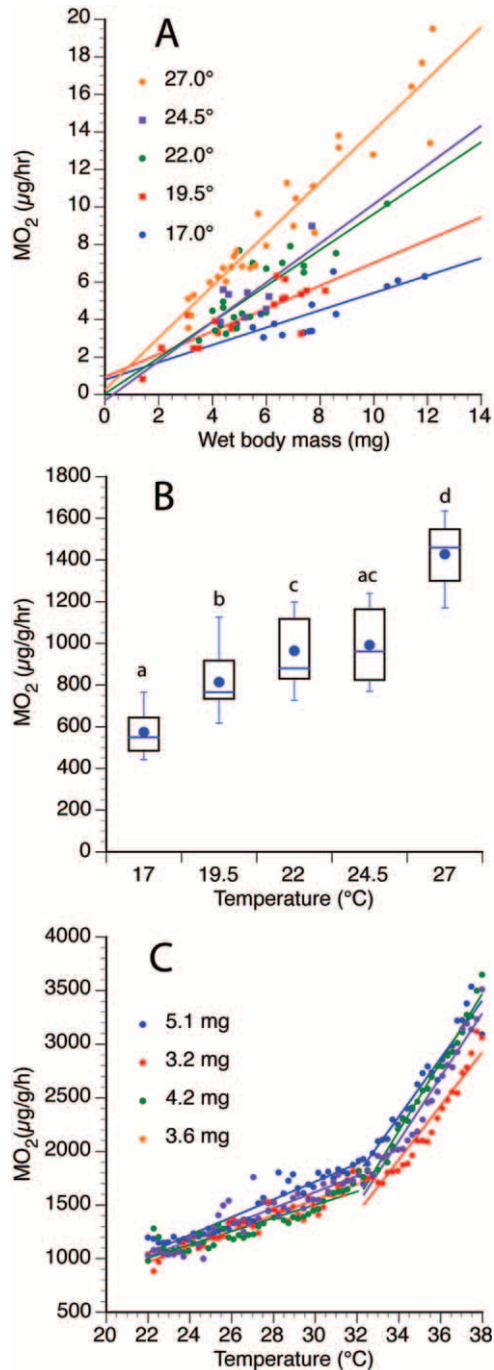 A
20
18
16
14
12
10
8
6
4
2
0
MO2 (µg/hr)
27.0°
24.5°
22.0°
19.5°
17.0°
0 2 4 6 8 10 12 14
Wet body mass (mg)
B
1800
1600
1400
1200
1000
800
600
400
200
0
MO2 (µg/g/hr)
a
b
c
ac
d
17 19.5 22 24.5 27
Temperature (°C)
C
4000
3500
3000
2500
2000
1500
1000
500
MO2(µg/g/h)
5.1 mg
3.2 mg
4.2 mg
3.6 mg
20 22 24 26 28 30 32 34 36 38
Temperature (°C)